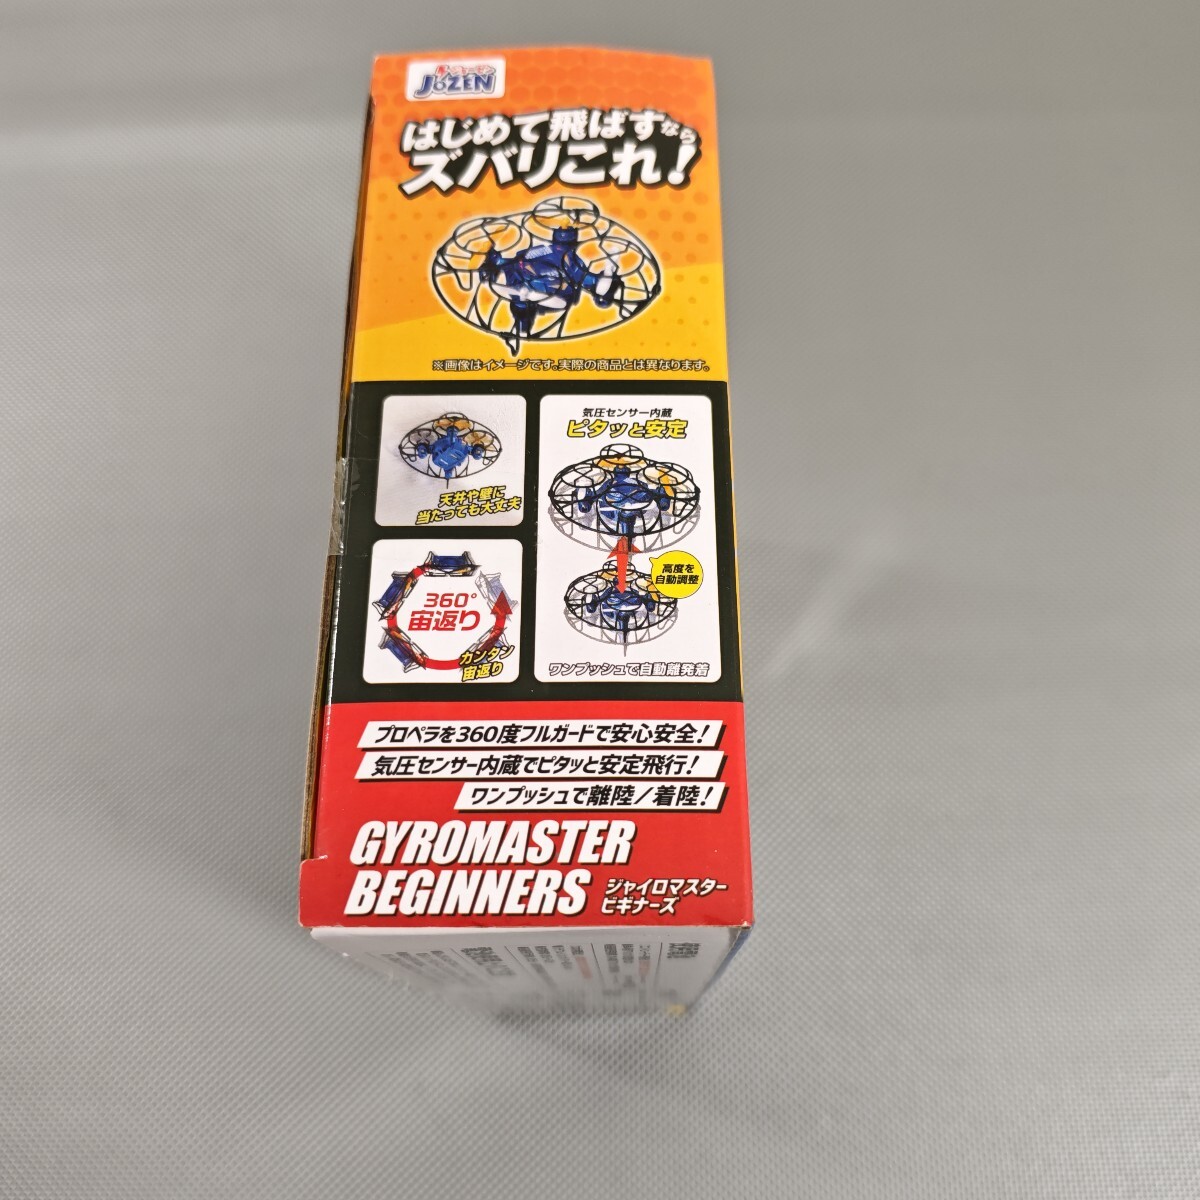 ジョーゼン
JOZEN
はじめて飛ばすなら
ズバリこれ!
※画像はイメージです。実際の商品とは異なります。
天井や壁に
当たっても大丈夫
気圧センサー内蔵
ピタッと安定
高度を
自動調整
ワンプッシュで自動離発着
360°
宙返り
カンタン
宙返り
プロペラを360度フルガードで安心安全!
気圧センサー内蔵でピタッと安定飛行!
ワンプッシュで離陸/着陸!
GYROMASTER
BEGINNERS
ジャイロマスター
ビギナーズ